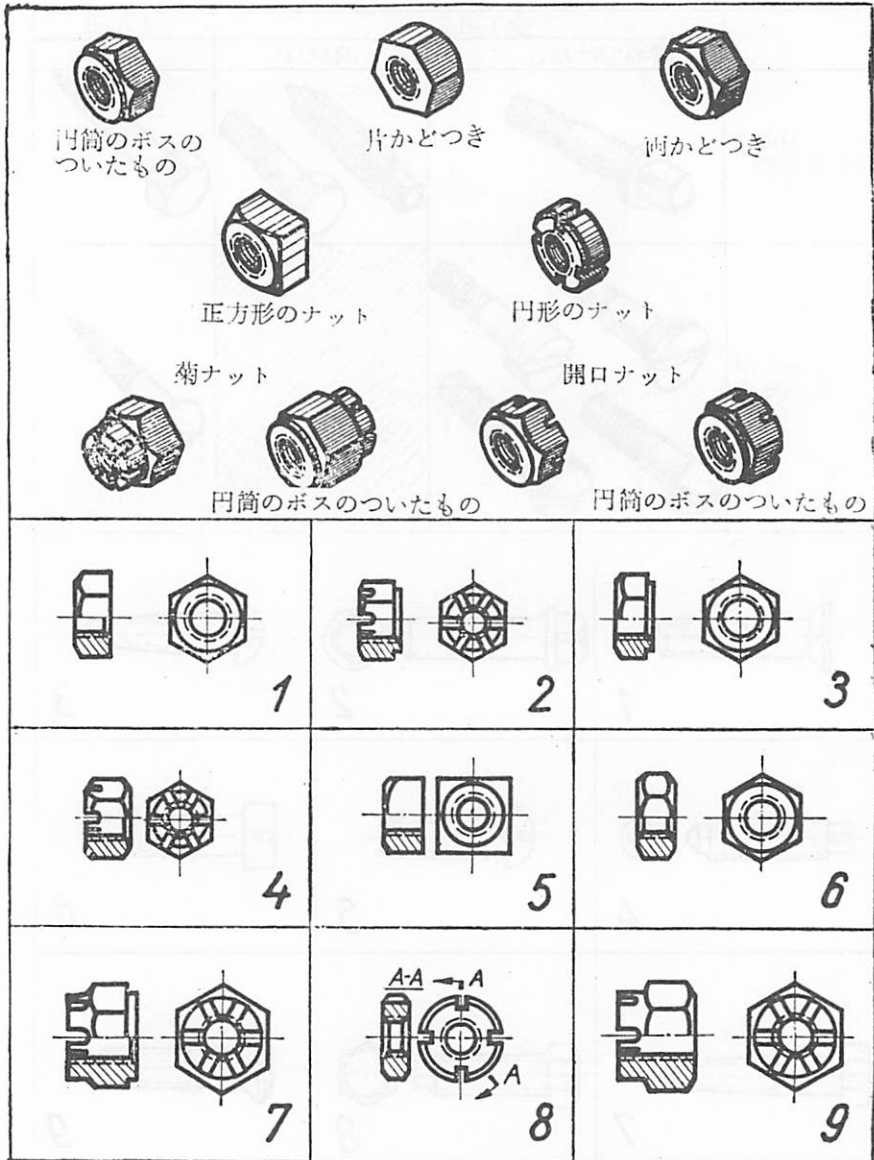 円筒のボスの
ついたもの
片かどつき
両かどつき
正方形のナット
円形のナット
菊ナット
開口ナット
円筒のボスのついたもの
円筒のボスのついたもの
1
2
3
4
5
6
7
A-A
A
A
8
9